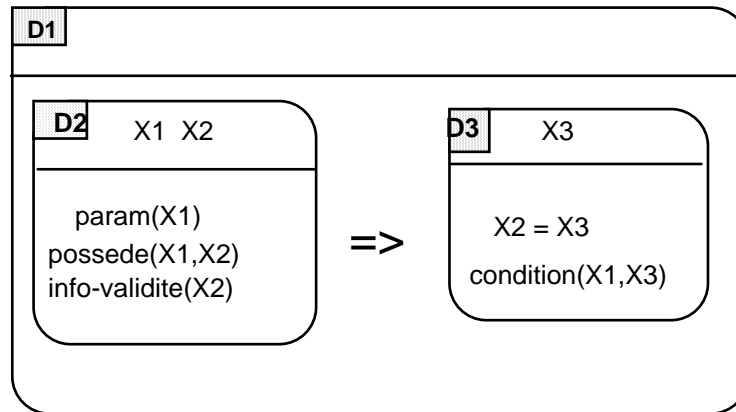 D1
D2 X1 X2
param(X1)
possede(X1,X2)
info-validite(X2)
=>
D3 X3
X2 = X3
condition(X1,X3)